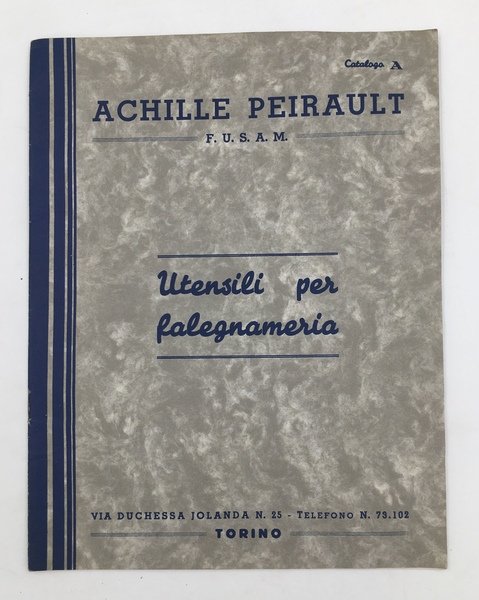 Catalogo A
ACHILLE PEIRAULT
F. U. S. A. M.
Utensili per
falegnameria
VIA DUCHESSA JOLANDA N. 25 - TELEFONO N. 73.102
TORINO